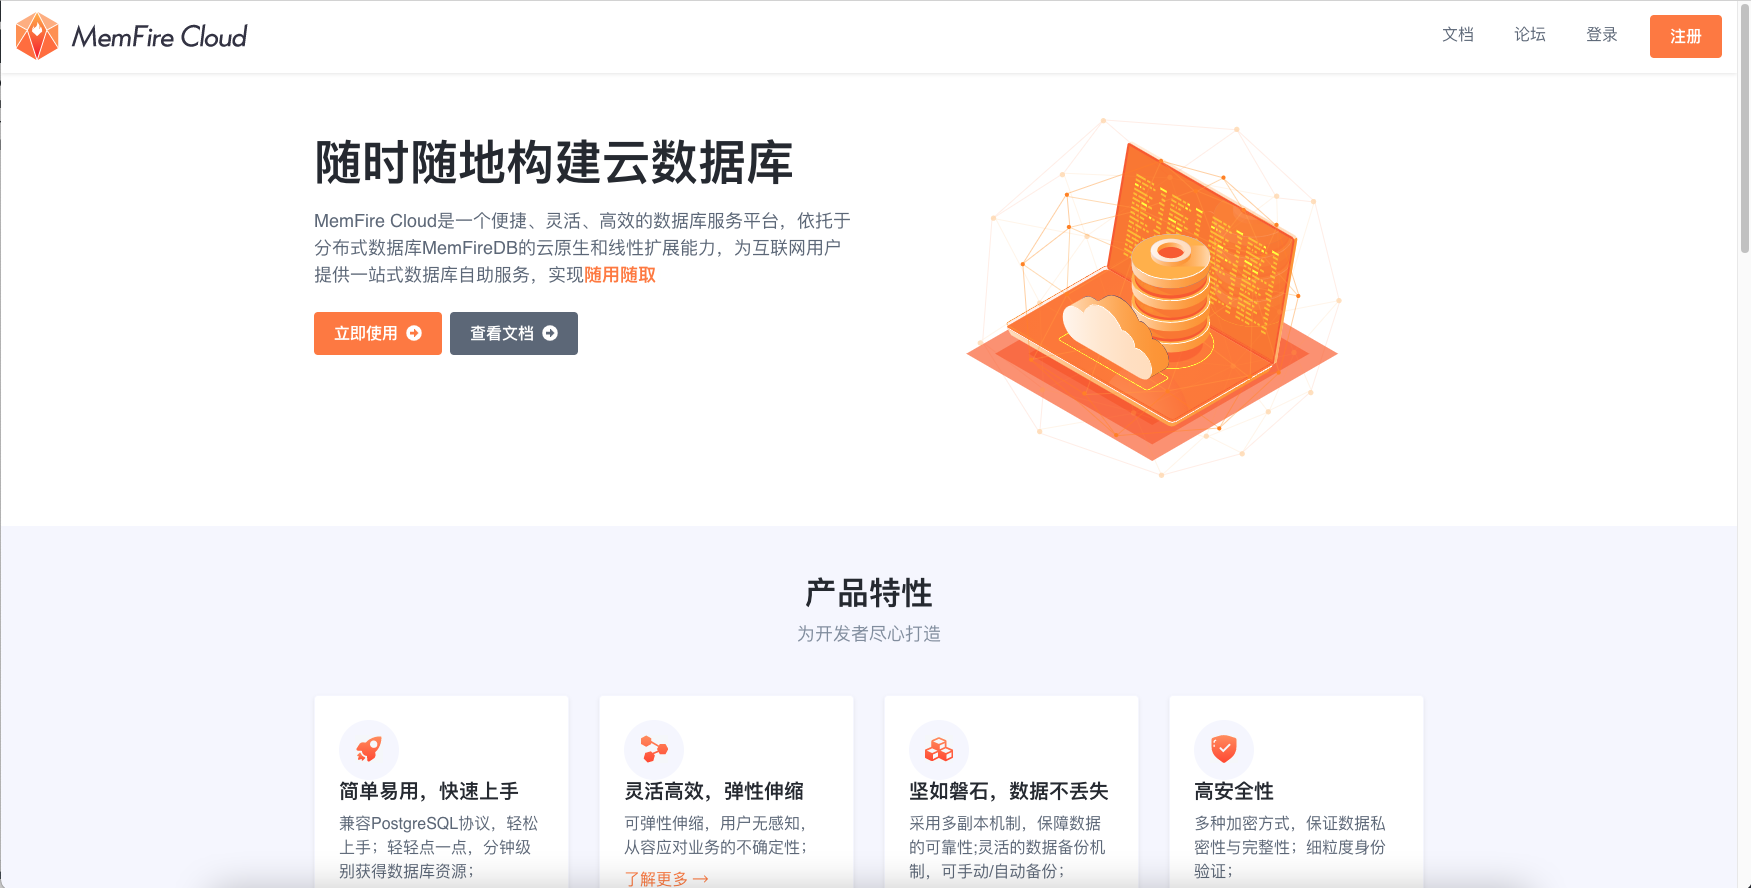 MemFire Cloud
文档
论坛
登录
注册
随时随地构建云数据库
MemFire Cloud是一个便捷、灵活、高效的数据库服务平台，依托于
分布式数据库MemFireDB的云原生和线性扩展能力，为互联网用户
提供一站式数据库自助服务，实现随用随取
立即使用
查看文档
产品特性
为开发者尽心打造
简单易用，快速上手
兼容PostgreSQL协议，轻松
上手；轻轻点一点，分钟级
别获得数据库资源；
灵活高效，弹性伸缩
可弹性伸缩，用户无感知，
从容应对业务的不确定性；
了解更多 →
坚如磐石，数据不丢失
采用多副本机制，保障数据
的可靠性;灵活的数据备份机
制，可手动/自动备份；
高安全性
多种加密方式，保证数据私
密性与完整性；细粒度身份
验证；